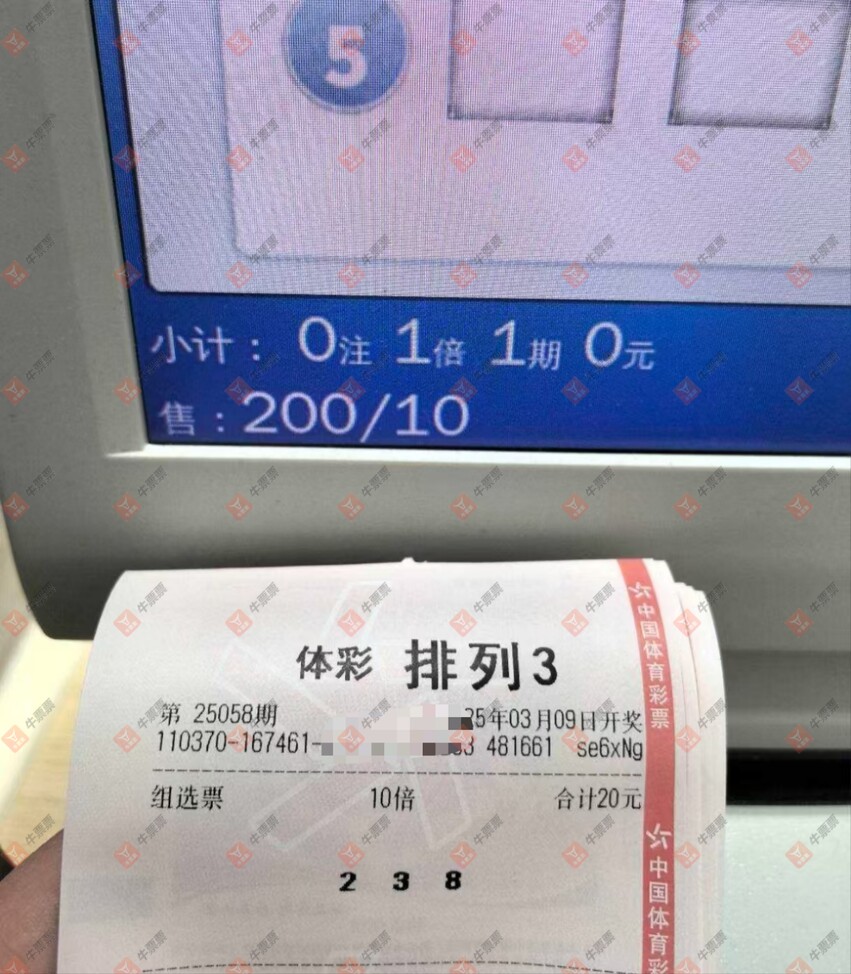 5
小计： 0注 1倍 1期 0元
售：200/10
体彩 排列3
第 25058期 25年03月09日开奖
110370-167461- 3 481661 se6xNg
组选票 10倍 合计20元
2 3 8
中国体育彩票
中国体育彩
牛票票